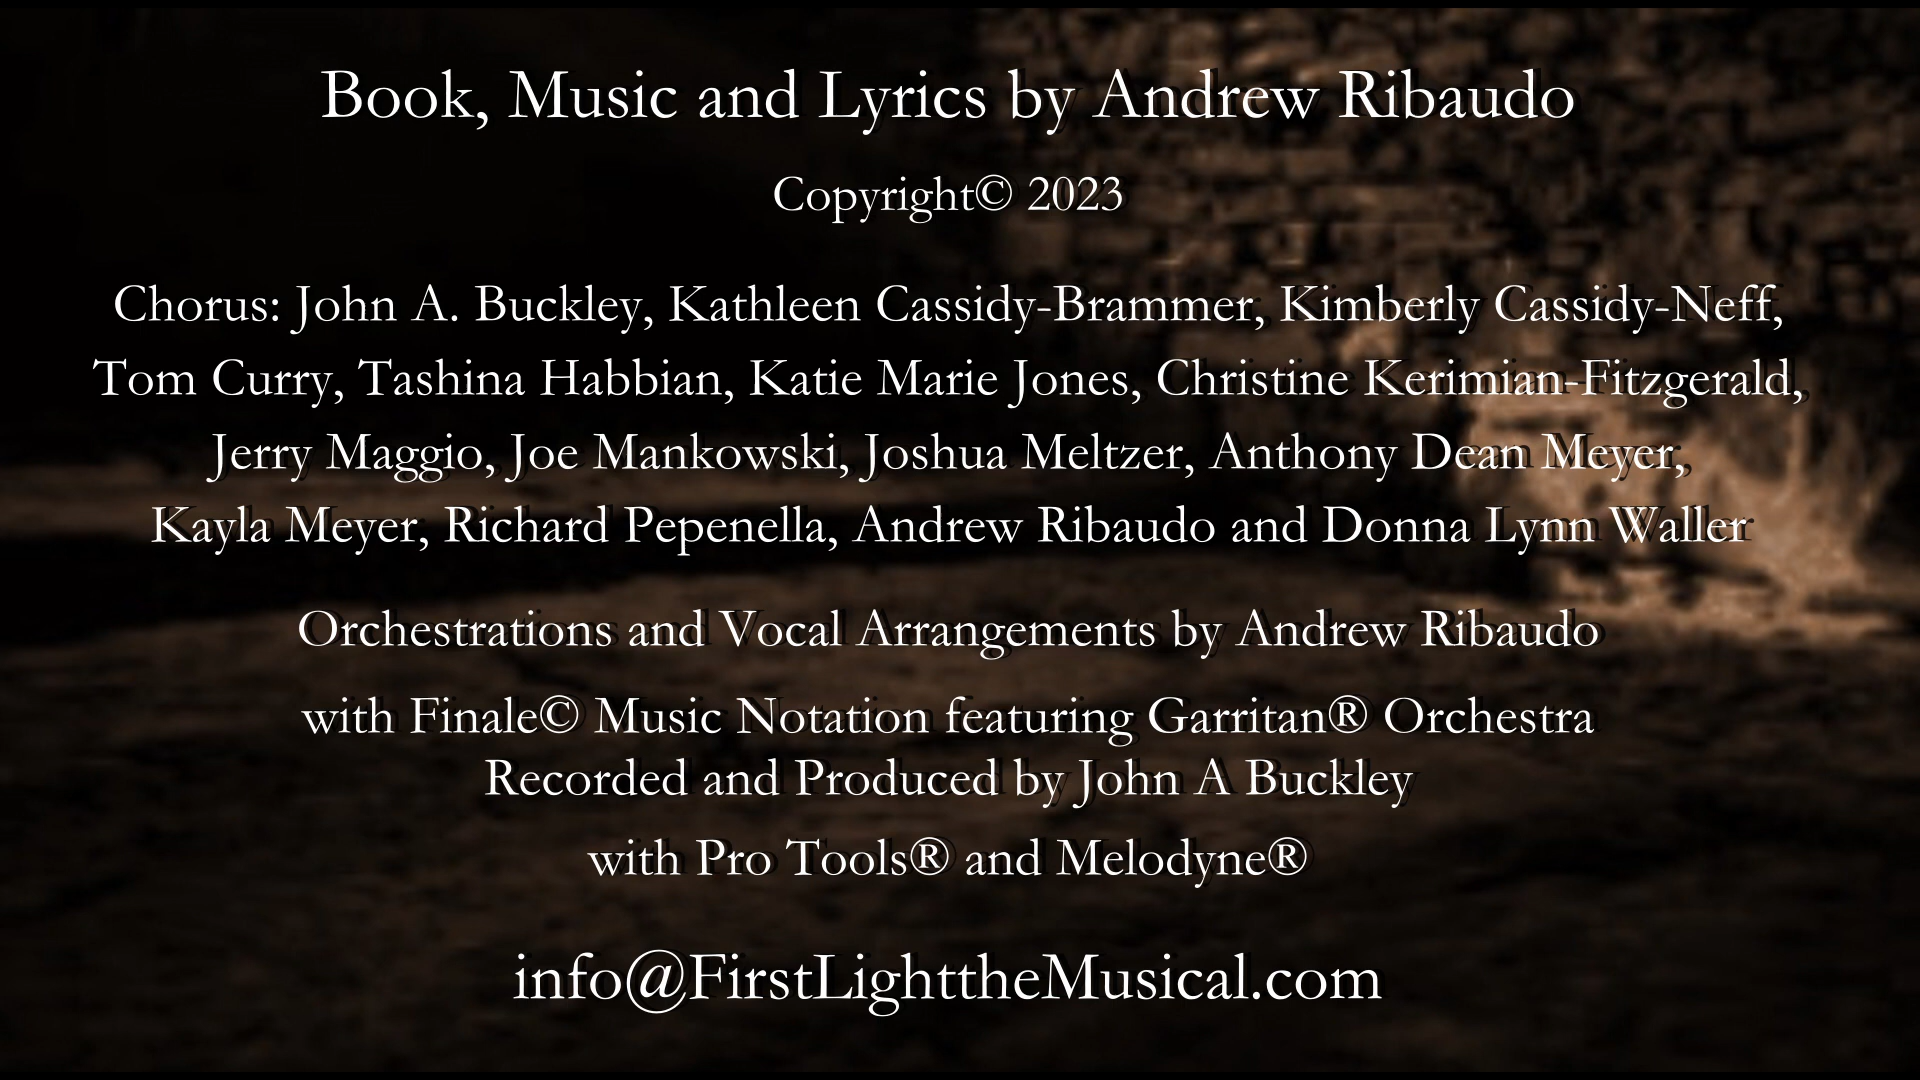 Book, Music and Lyrics by Andrew Ribaudo
Copyright© 2023
Chorus: John A. Buckley, Kathleen Cassidy-Brammer, Kimberly Cassidy-Neff,
Tom Curry, Tashina Habbian, Katie Marie Jones, Christine Kerimian-Fitzgerald,
Jerry Maggio, Joe Mankowski, Joshua Meltzer, Anthony Dean Meyer,
Kayla Meyer, Richard Pepenella, Andrew Ribaudo and Donna Lynn Waller
Orchestrations and Vocal Arrangements by Andrew Ribaudo
with Finale© Music Notation featuring Garritan® Orchestra
Recorded and Produced by John A Buckley
with Pro Tools® and Melodyne®
info@FirstLighttheMusical.com